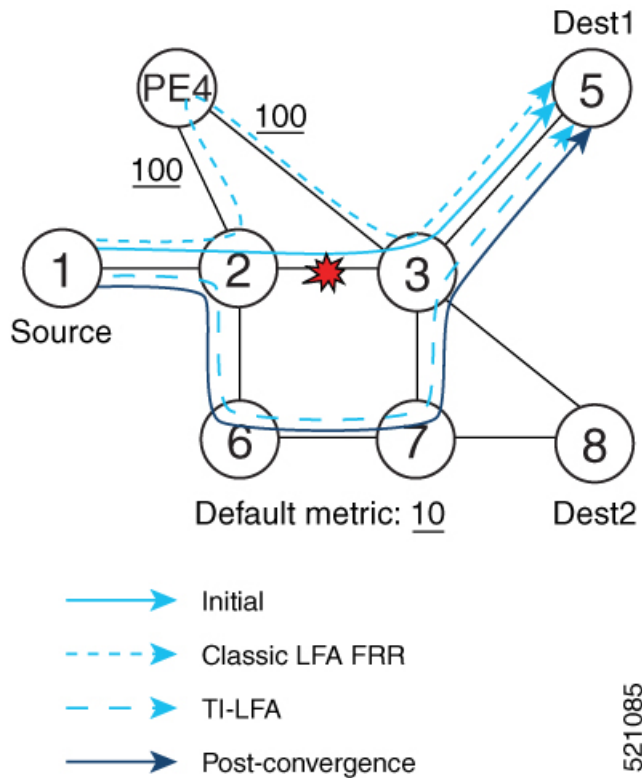 Dest1
PE4
5
100
100
1
2
3
Source
6
7
8
Default metric: 10
Dest2
Initial
Classic LFA FRR
TI-LFA
Post-convergence
521085